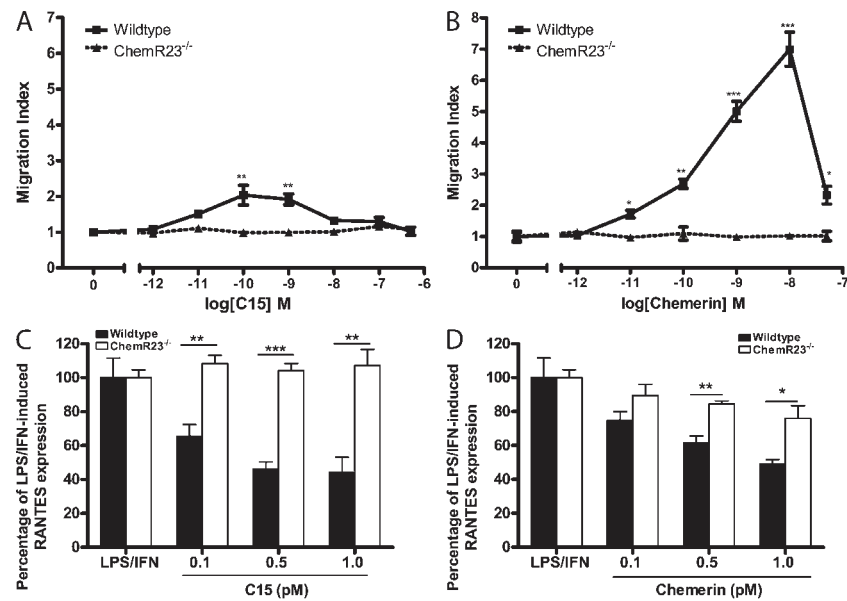 A
7
6
5
4
3
2
1
0
Migration Index
Wildtype
ChemR23-/-
**
**
0 -12 -11 -10 -9 -8 -7 -6
log[C15] M
B
8
7
6
5
4
3
2
1
0
Migration Index
Wildtype
ChemR23-/-
*
**
***
***
*
0 -12 -11 -10 -9 -8 -7
log[Chemerin] M
C
120
100
80
60
40
20
0
Percentage of LPS/IFN-induced
RANTES expression
Wildtype
ChemR23-/-
**
***
**
LPS/IFN 0.1 0.5 1.0
C15 (pM)
D
120
100
80
60
40
20
0
Percentage of LPS/IFN-induced
RANTES expression
Wildtype
ChemR23-/-
**
*
LPS/IFN 0.1 0.5 1.0
Chemerin (pM)